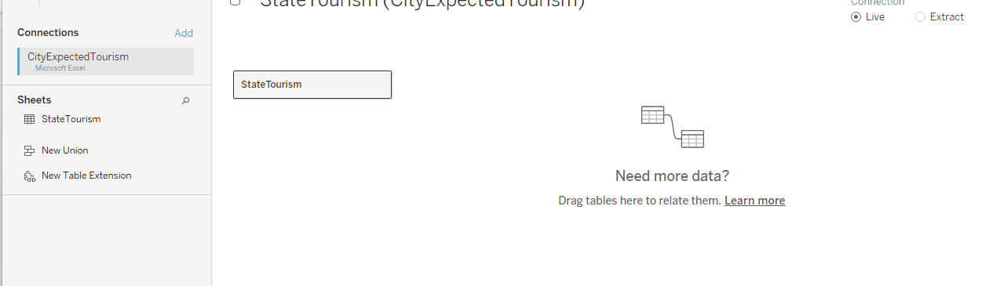 StateTourism (CityExpectedTourism)
Connection
Live
Extract
Connections
Add
CityExpectedTourism
Microsoft Excel
Sheets
StateTourism
New Union
New Table Extension
StateTourism
Need more data?
Drag tables here to relate them. Learn more